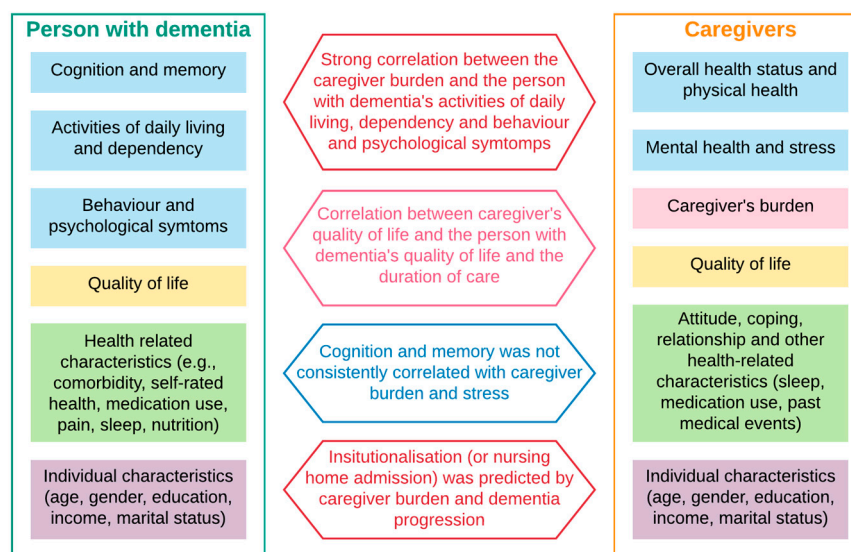 Person with dementia
Cognition and memory
Activities of daily living
and dependency
Behaviour and
psychological symtoms
Quality of life
Health related
characteristics (e.g.,
comorbidity, self-rated
health, medication use,
pain, sleep, nutrition)
Individual characteristics
(age, gender, education,
income, marital status)
Strong correlation between the
caregiver burden and the person
with dementia's activities of daily
living, dependency and behaviour
and psychological symtomps
Correlation between caregiver's
quality of life and the person with
dementia's quality of life and the
duration of care
Cognition and memory was not
consistently correlated with caregiver
burden and stress
Insitutionalisation (or nursing
home admission) was predicted by
caregiver burden and dementia
progression
Caregivers
Overall health status and
physical health
Mental health and stress
Caregiver's burden
Quality of life
Attitude, coping,
relationship and other
health-related
characteristics (sleep,
medication use, past
medical events)
Individual characteristics
(age, gender, education,
income, marital status)